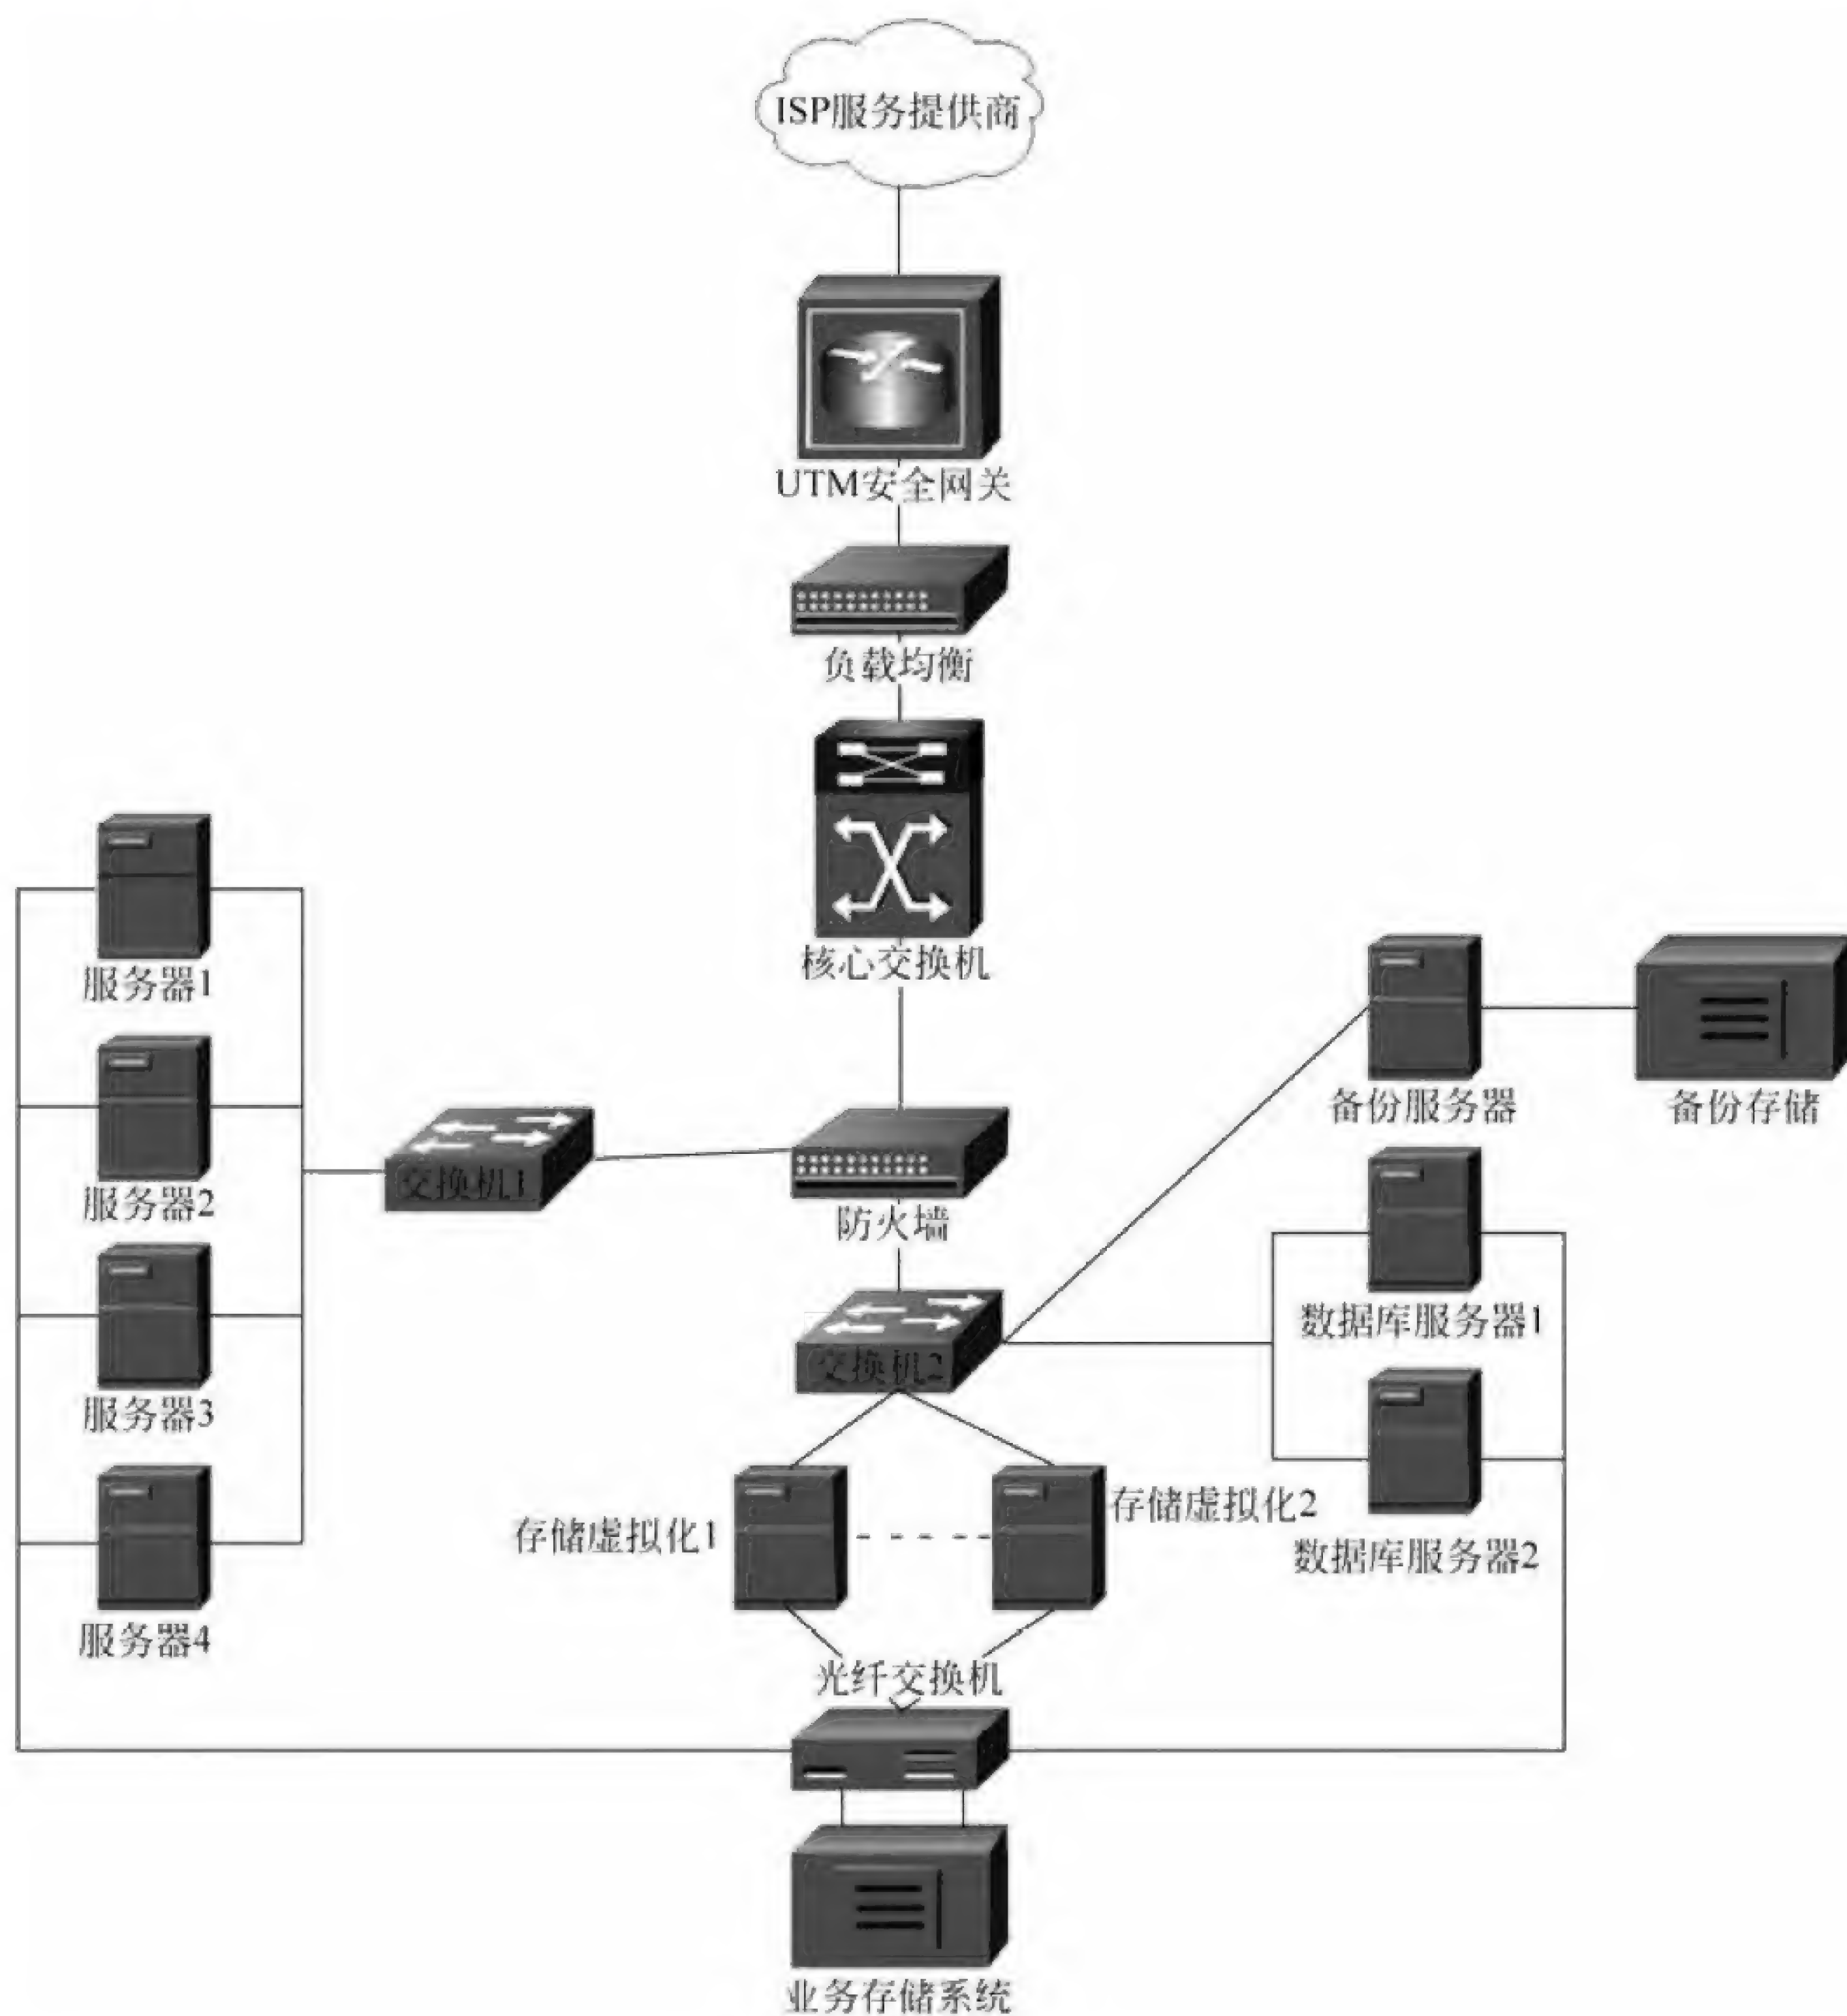 ISP服务提供商
UTM安全网关
负载均衡
核心交换机
服务器1
备份服务器
备份存储
服务器2
交换机1
防火墙
数据库服务器1
交换机2
服务器3
存储虚拟化1
存储虚拟化2
数据库服务器2
服务器4
光纤交换机
业务存储系统